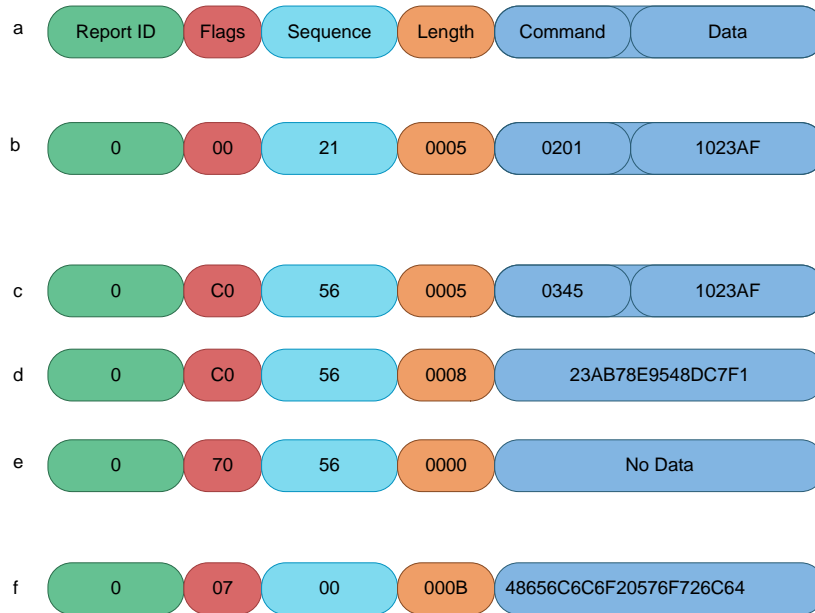 a Report ID Flags Sequence Length Command Data
b 0 00 21 0005 0201 1023AF
c 0 C0 56 0005 0345 1023AF
d 0 C0 56 0008 23AB78E9548DC7F1
e 0 70 56 0000 No Data
f 0 07 00 000B 48656C6C6F20576F726C64